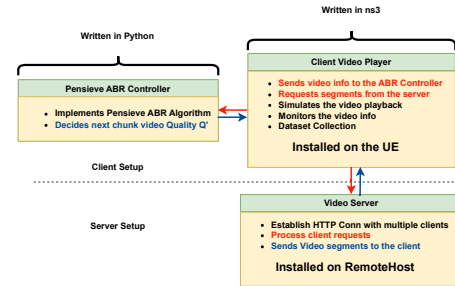 Written in ns3
Written in Python
Client Video Player
Pensieve ABR Controller
Sends video info to the ABR Controller
Requests segments from the server
Simulates the video playback
Monitors the video info
Dataset Collection
Installed on the UE
Implements Pensieve ABR Algorithm
Decides next chunk video Quality Q'
Client Setup
Server Setup
Video Server
Establish HTTP Conn with multiple clients
Process client requests
Sends Video segments to the client
Installed on RemoteHost